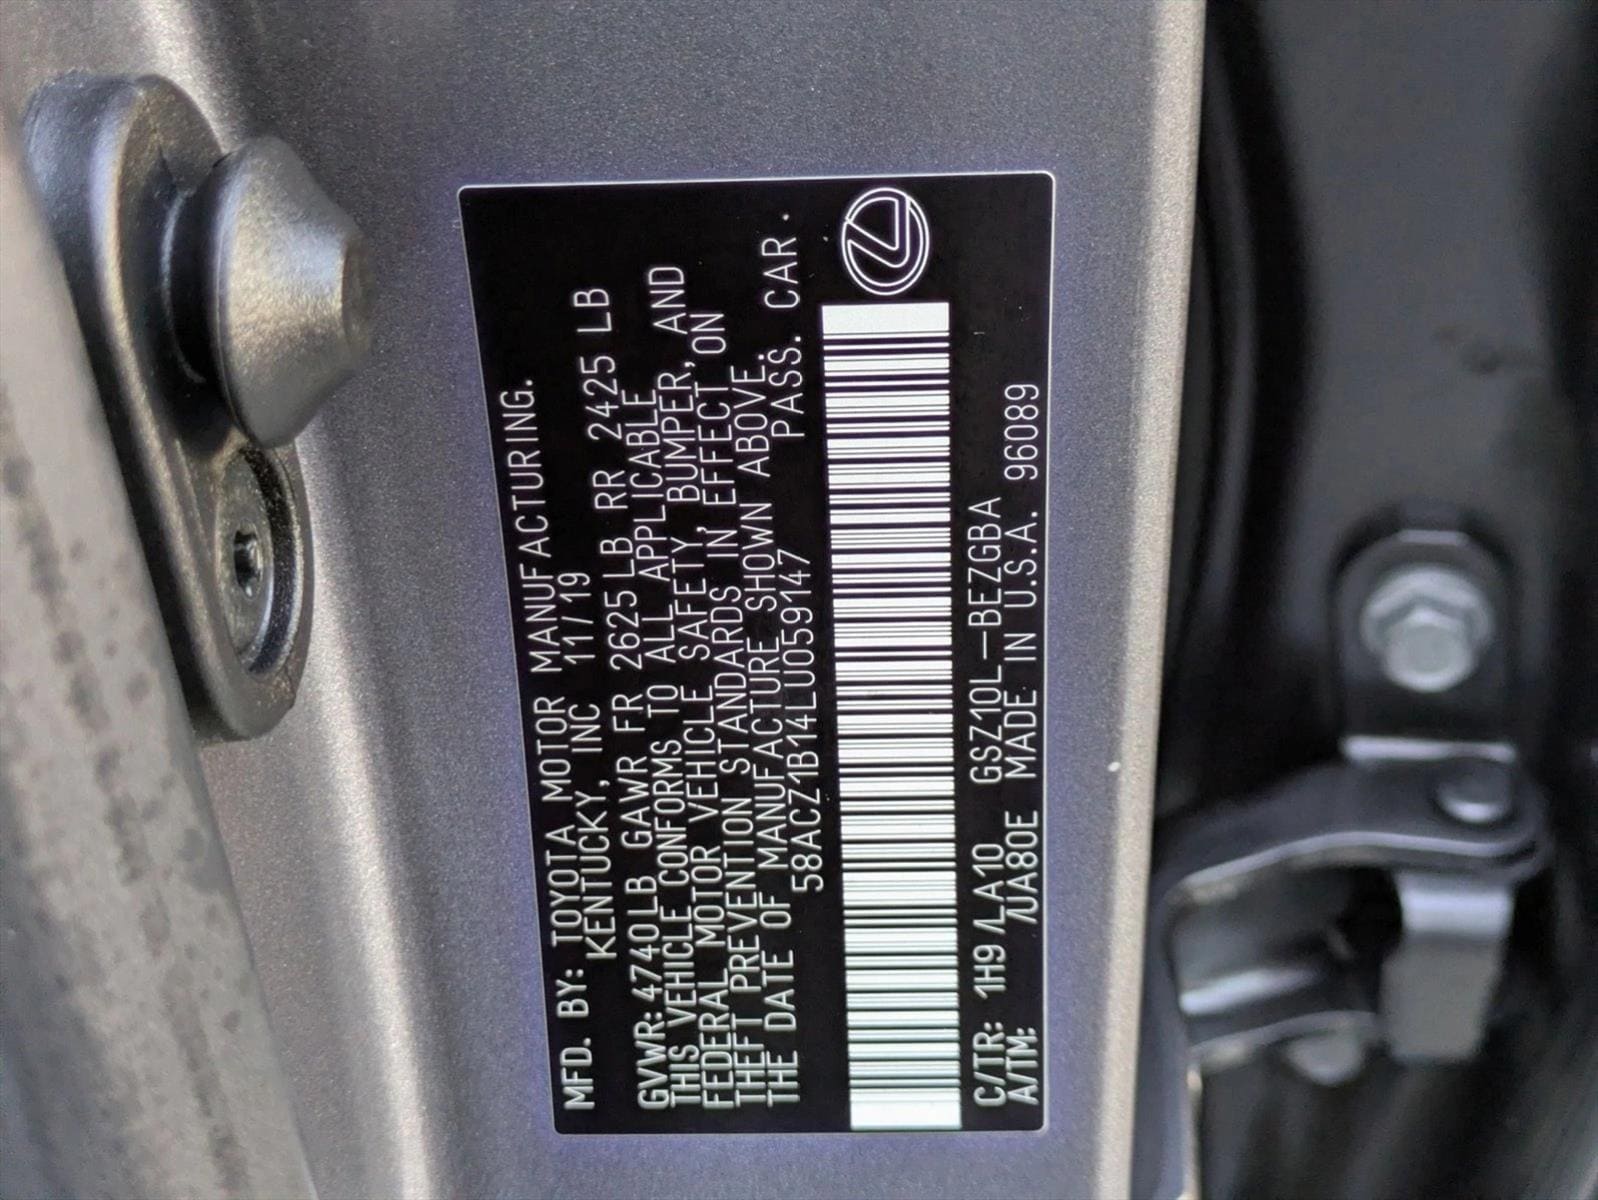 MFD. BY: TOYOTA MOTOR MANUFACTURING.
KENTUCKY, INC 11/19
GVWR: 4740LB GAWR FR 2625LB RR 2425 LB
THIS VEHICLE CONFORMS TO ALL APPLICABLE
FEDERAL MOTOR VEHICLE SAFETY, BUMPER, AND
THEFT PREVENTION STANDARDS IN EFFECT ON
THE DATE OF MANUFACTURE SHOWN ABOVE.
58ACZ1B14LU059147 PASS. CAR.
C/TR: 1H9/LA10 GSZ10L-BEZGBA
A/TM: /UA80E MADE IN U.S.A. 96089